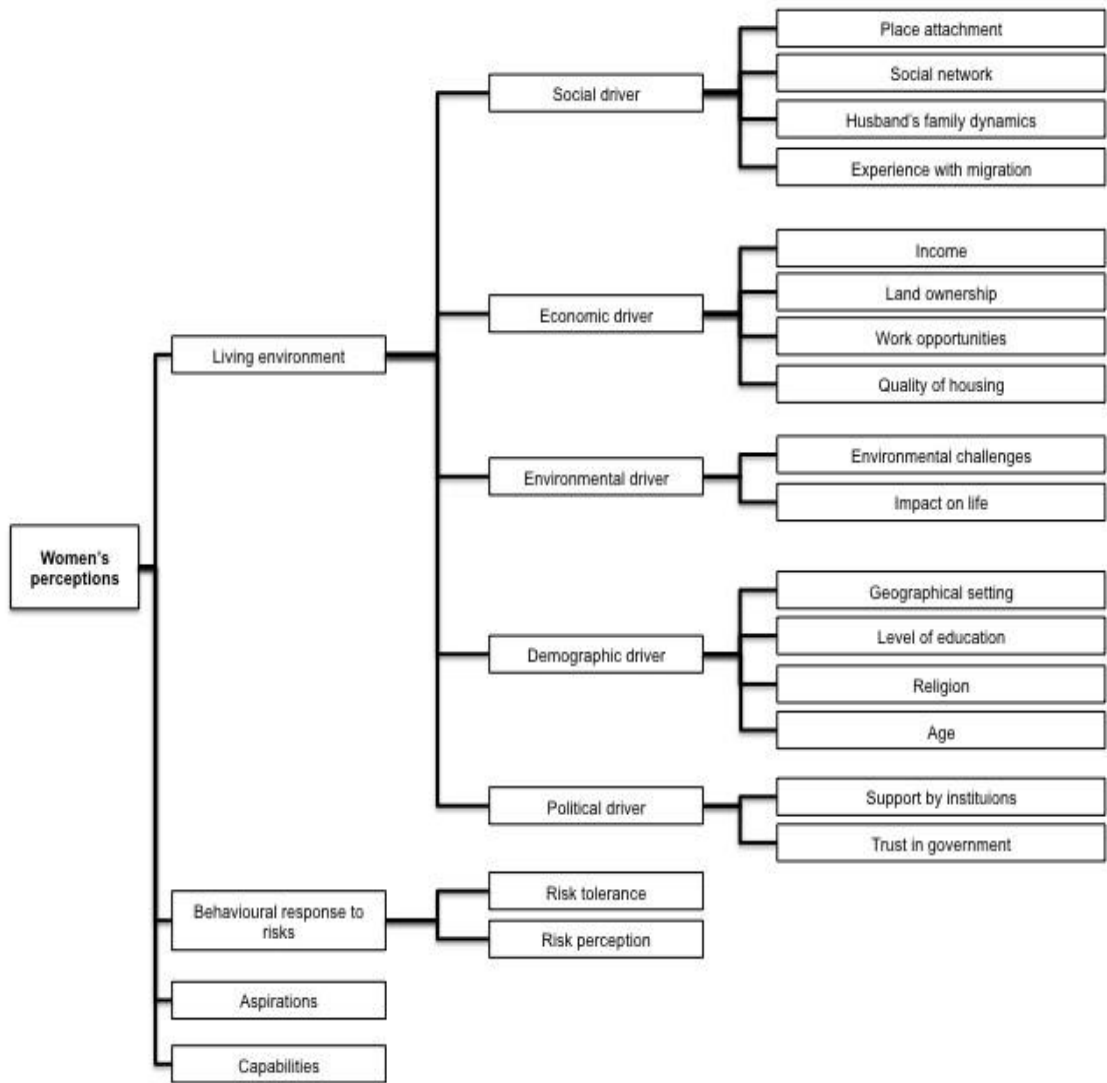 Women's
perceptions
Living environment
Social driver
Place attachment
Social network
Husband's family dynamics
Experience with migration
Economic driver
Income
Land ownership
Work opportunities
Quality of housing
Environmental driver
Environmental challenges
Impact on life
Demographic driver
Geographical setting
Level of education
Religion
Age
Political driver
Support by instituions
Trust in government
Behavioural response to
risks
Risk tolerance
Risk perception
Aspirations
Capabilities